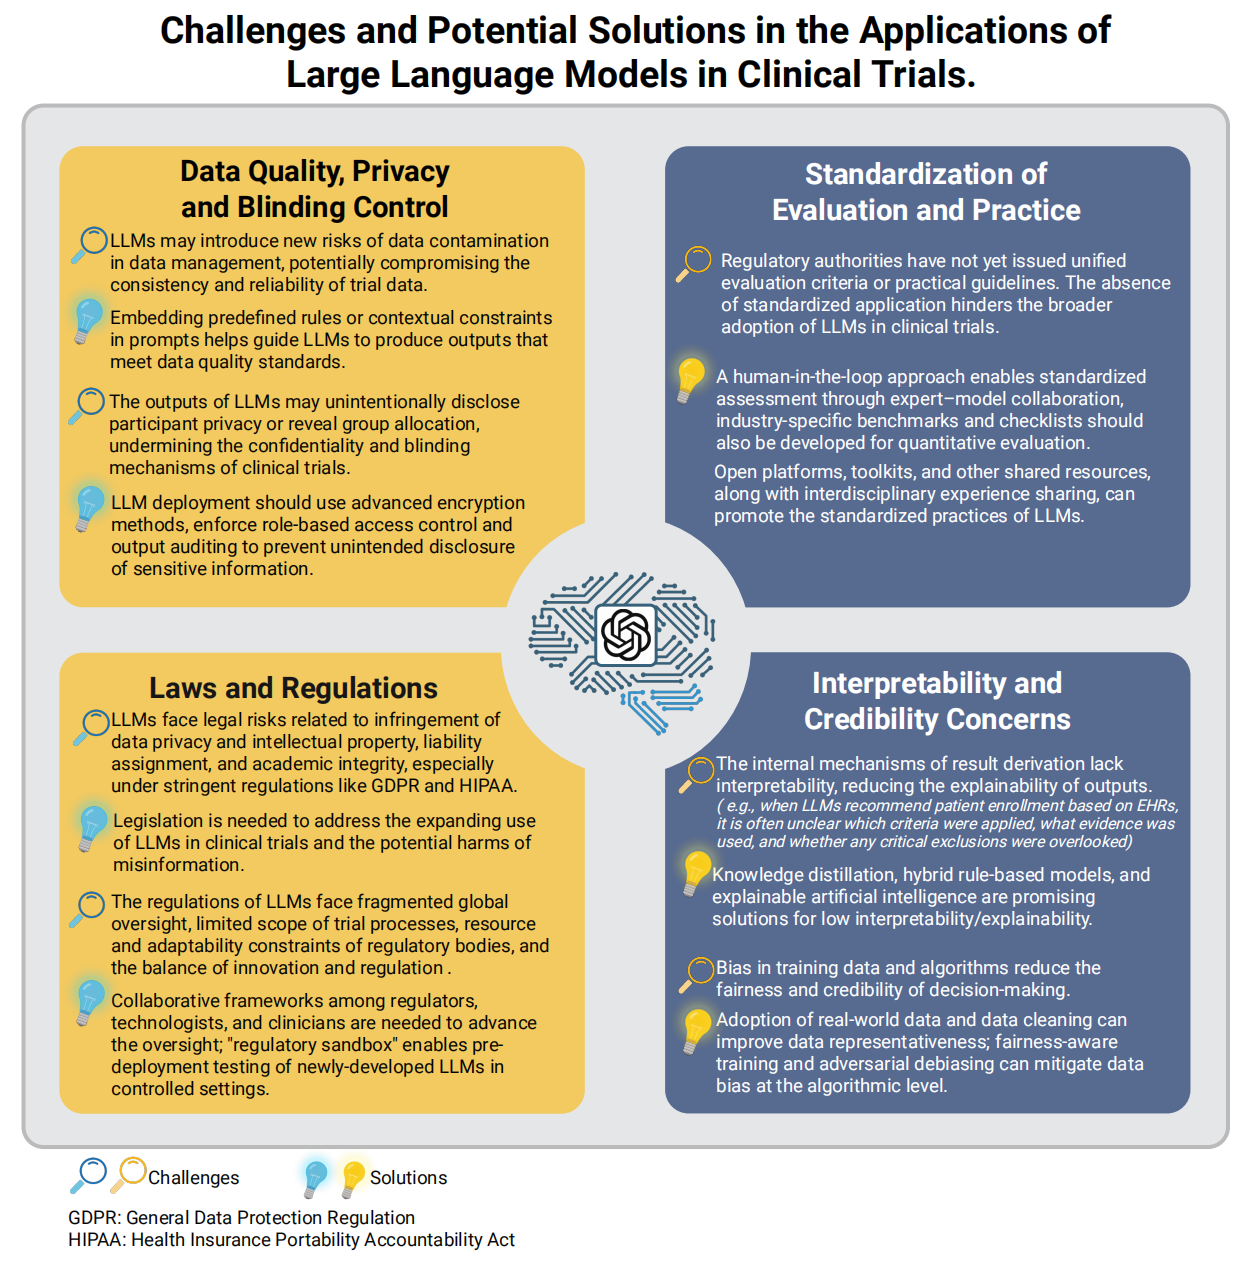 Challenges and Potential Solutions in the Applications of
Large Language Models in Clinical Trials.
Data Quality, Privacy
and Blinding Control
LLMs may introduce new risks of data contamination
in data management, potentially compromising the
consistency and reliability of trial data.
Embedding predefined rules or contextual constraints
in prompts helps guide LLMs to produce outputs that
meet data quality standards.
The outputs of LLMs may unintentionally disclose
participant privacy or reveal group allocation,
undermining the confidentiality and blinding
mechanisms of clinical trials.
LLM deployment should use advanced encryption
methods, enforce role-based access control and
output auditing to prevent unintended disclosure
of sensitive information.
Standardization of
Evaluation and Practice
Regulatory authorities have not yet issued unified
evaluation criteria or practical guidelines. The absence
of standardized application hinders the broader
adoption of LLMs in clinical trials.
A human-in-the-loop approach enables standardized
assessment through expert–model collaboration,
industry-specific benchmarks and checklists should
also be developed for quantitative evaluation.
Open platforms, toolkits, and other shared resources,
along with interdisciplinary experience sharing, can
promote the standardized practices of LLMs.
Laws and Regulations
LLMs face legal risks related to infringement of
data privacy and intellectual property, liability
assignment, and academic integrity, especially
under stringent regulations like GDPR and HIPAA.
Legislation is needed to address the expanding use
of LLMs in clinical trials and the potential harms of
misinformation.
The regulations of LLMs face fragmented global
oversight, limited scope of trial processes, resource
and adaptability constraints of regulatory bodies, and
the balance of innovation and regulation .
Collaborative frameworks among regulators,
technologists, and clinicians are needed to advance
the oversight; "regulatory sandbox" enables pre-
deployment testing of newly-developed LLMs in
controlled settings.
Interpretability and
Credibility Concerns
The internal mechanisms of result derivation lack
interpretability, reducing the explainability of outputs.
( e.g., when LLMs recommend patient enrollment based on EHRs,
it is often unclear which criteria were applied, what evidence was
used, and whether any critical exclusions were overlooked)
Knowledge distillation, hybrid rule-based models, and
explainable artificial intelligence are promising
solutions for low interpretability/explainability.
Bias in training data and algorithms reduce the
fairness and credibility of decision-making.
Adoption of real-world data and data cleaning can
improve data representativeness; fairness-aware
training and adversarial debiasing can mitigate data
bias at the algorithmic level.
Challenges
Solutions
GDPR: General Data Protection Regulation
HIPAA: Health Insurance Portability Accountability Act